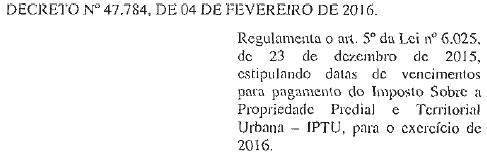 DECRETO Nº 47.784, DE 04 DE FEVEREIRO DE 2016.
Regulamenta o art. 5º da Lei nº 6.025,
de 23 de dezembro de 2015,
estipulando datas de vencimentos
para pagamento do Imposto Sobre a
Propriedade Predial e Territorial
Urbana – IPTU, para o exercício de
2016.